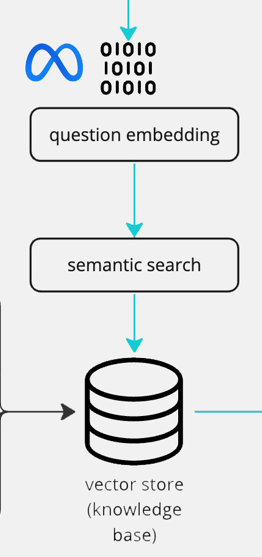 01010
10101
01010
question embedding
semantic search
vector store
(knowledge
base)